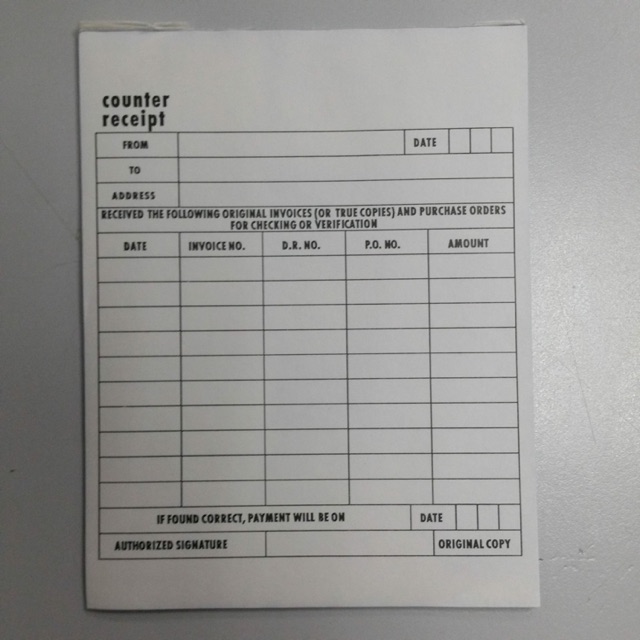 counter
receipt
FROM DATE
TO
ADDRESS
RECEIVED THE FOLLOWING ORIGINAL INVOICES (OR TRUE COPIES) AND PURCHASE ORDERS
FOR CHECKING OR VERIFICATION
DATE INVOICE NO. D.R. NO. P.O. NO. AMOUNT
IF FOUND CORRECT, PAYMENT WILL BE ON DATE
AUTHORIZED SIGNATURE ORIGINAL COPY